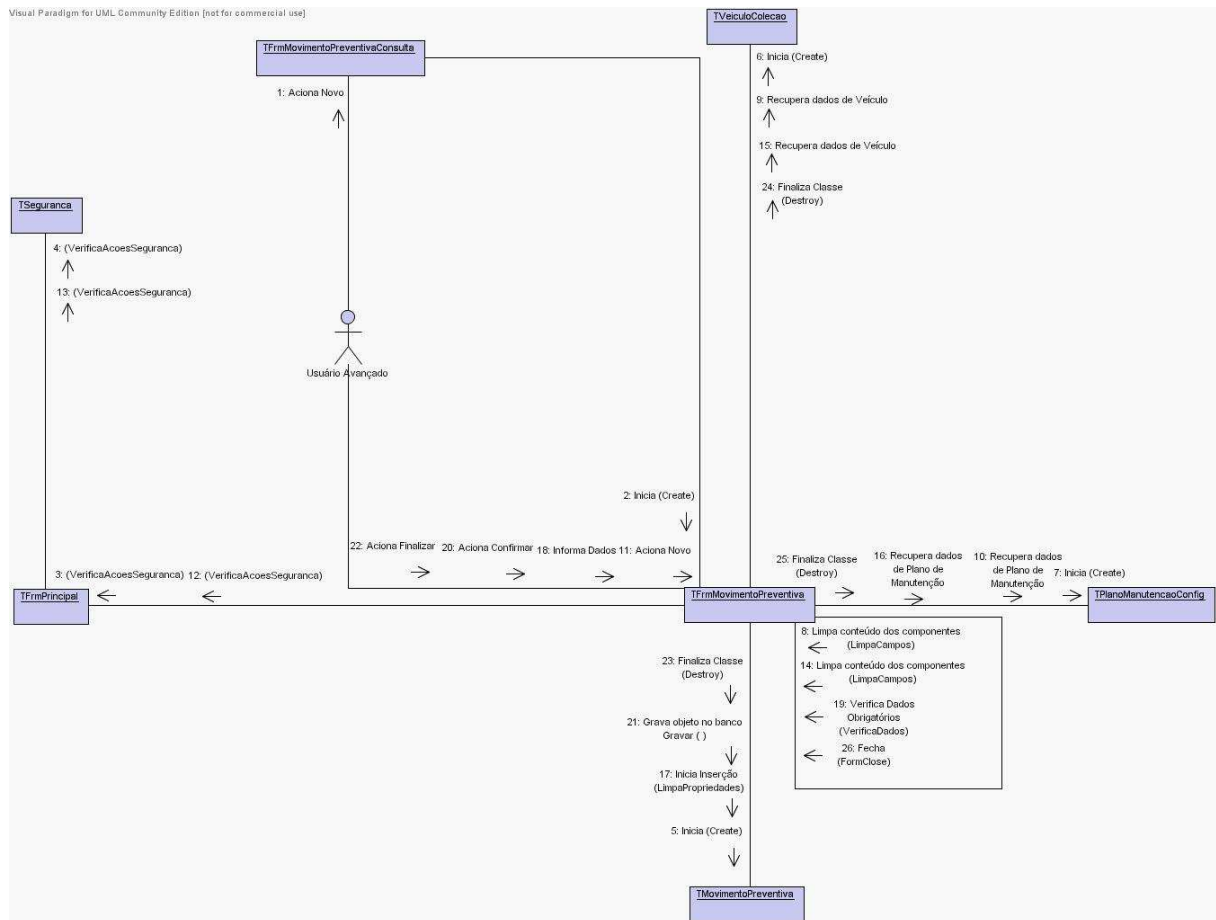 Visual Paradigm for UML Community Edition [not for commercial use]
TVeiculoColecao
TFrmMovimentoPreventivaConsulta
6: Inicia (Create)
1: Aciona Novo
9: Recupera dados de Veículo
15: Recupera dados de Veículo
24: Finaliza Classe
(Destroy)
TSeguranca
4: (VerificaAcoesSeguranca)
13: (VerificaAcoesSeguranca)
Usuário Avançado
2: Inicia (Create)
22: Aciona Finalizar
20: Aciona Confirmar
18: Informa Dados
11: Aciona Novo
25: Finaliza Classe
(Destroy)
16: Recupera dados
de Plano de
Manutenção
10: Recupera dados
de Plano de
Manutenção
7: Inicia (Create)
3: (VerificaAcoesSeguranca)
12: (VerificaAcoesSeguranca)
TFrmPrincipal
TFrmMovimentoPreventiva
TPlanoManutencaoConfig
8: Limpa conteúdo dos componentes
(LimpaCampos)
14: Limpa conteúdo dos componentes
(LimpaCampos)
19: Verifica Dados
Obrigatórios
(VerificaDados)
26: Fecha
(FormClose)
23: Finaliza Classe
(Destroy)
21: Grava objeto no banco
Gravar ( )
17: Inicia Inserção
(LimpaPropriedades)
5: Inicia (Create)
TMovimentoPreventiva